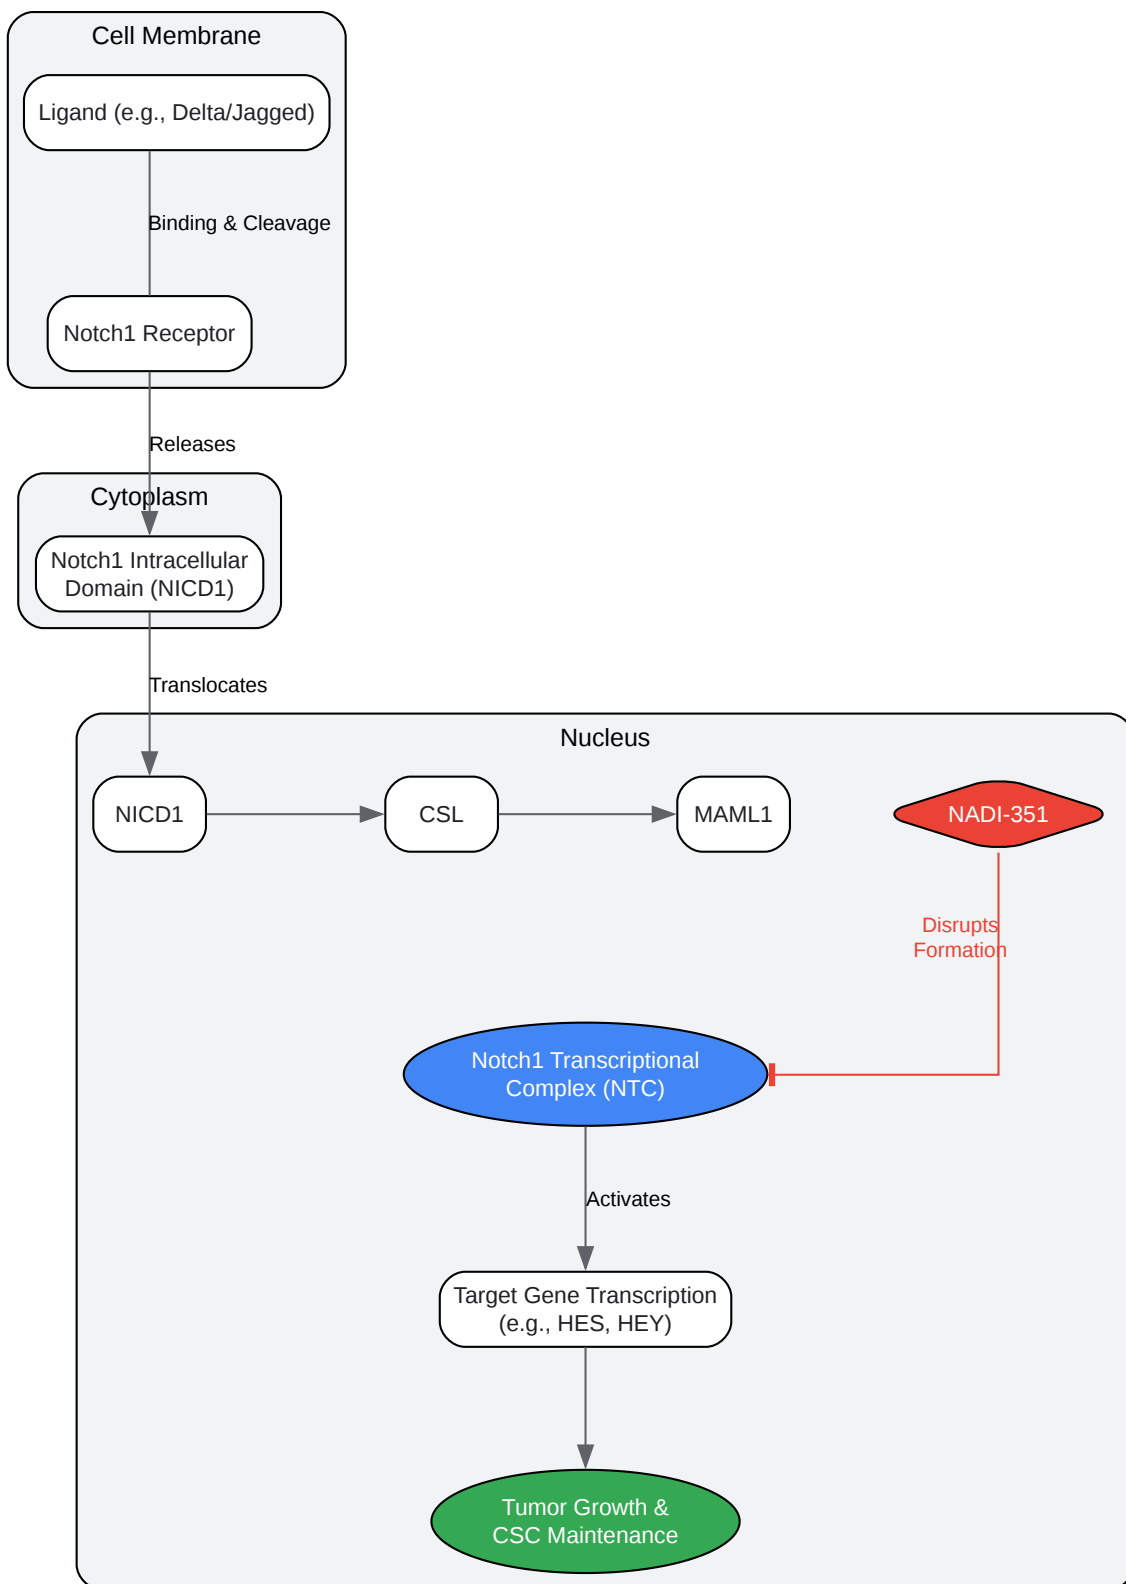 Cell Membrane
Ligand (e.g., Delta/Jagged)
Binding & Cleavage
Notch1 Receptor
Releases
Cytoplasm
Notch1 Intracellular
Domain (NICD1)
Translocates
Nucleus
NICD1
CSL
MAML1
NADI-351
Disrupts
Formation
Notch1 Transcriptional
Complex (NTC)
Activates
Target Gene Transcription
(e.g., HES, HEY)
Tumor Growth &
CSC Maintenance